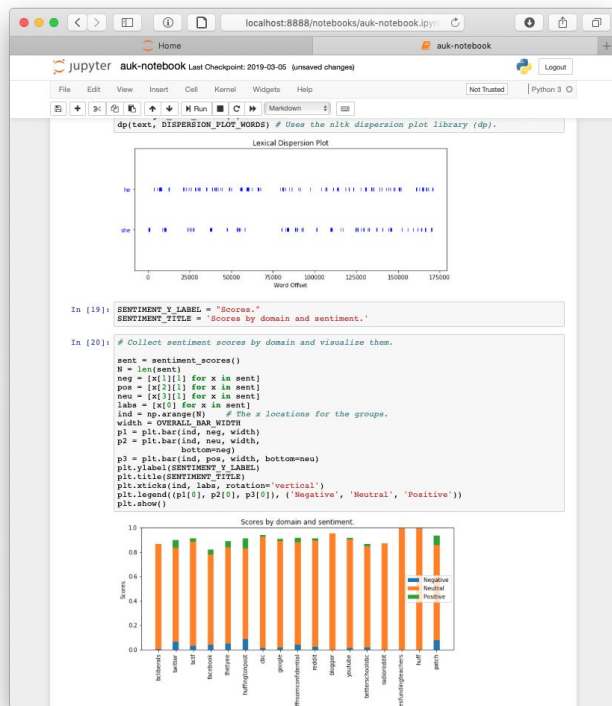 localhost:8888/notebooks/auk-notebook.ipyn
Home
auk-notebook
jupyter auk-notebook Last Checkpoint: 2019-03-05 (unsaved changes)
Logout
File Edit View Insert Cell Kernel Widgets Help
Not Trusted
Python 3
Run
Markdown
dp(text, DISPERSION_PLOT_WORDS) # Uses the nltk dispersion plot library (dp).
Lexical Dispersion Plot
he
she
0 25000 50000 75000 100000 125000 150000 175000
Word Offset
In [19]: SENTIMENT_Y_LABEL = "Scores."
SENTIMENT_TITLE = 'Scores by domain and sentiment.'
In [20]: # Collect sentiment scores by domain and visualize them.
sent = sentiment_scores()
N = len(sent)
neg = [x[1][1] for x in sent]
pos = [x[2][1] for x in sent]
neu = [x[3][1] for x in sent]
labs = [x[0] for x in sent]
ind = np.arange(N) # The x locations for the groups.
width = OVERALL_BAR_WIDTH
p1 = plt.bar(ind, neg, width)
p2 = plt.bar(ind, neu, width,
bottom=neg)
p3 = plt.bar(ind, pos, width, bottom=neu)
plt.ylabel(SENTIMENT_Y_LABEL)
plt.title(SENTIMENT_TITLE)
plt.xticks(ind, labs, rotation='vertical')
plt.legend((p1[0], p2[0], p3[0]), ('Negative', 'Neutral', 'Positive'))
plt.show()
Scores by domain and sentiment.
1.0
0.8
0.6
0.4
0.2
0.0
Scores.
Negative
Neutral
Positive
bcliberals
twitter
bctf
facebook
thetyee
huffingtonpost
cbc
google
ffroomconfidential
reddit
blogger
youtube
betterschoolsbc
radioreddit
esfundingteachers
huff
patch